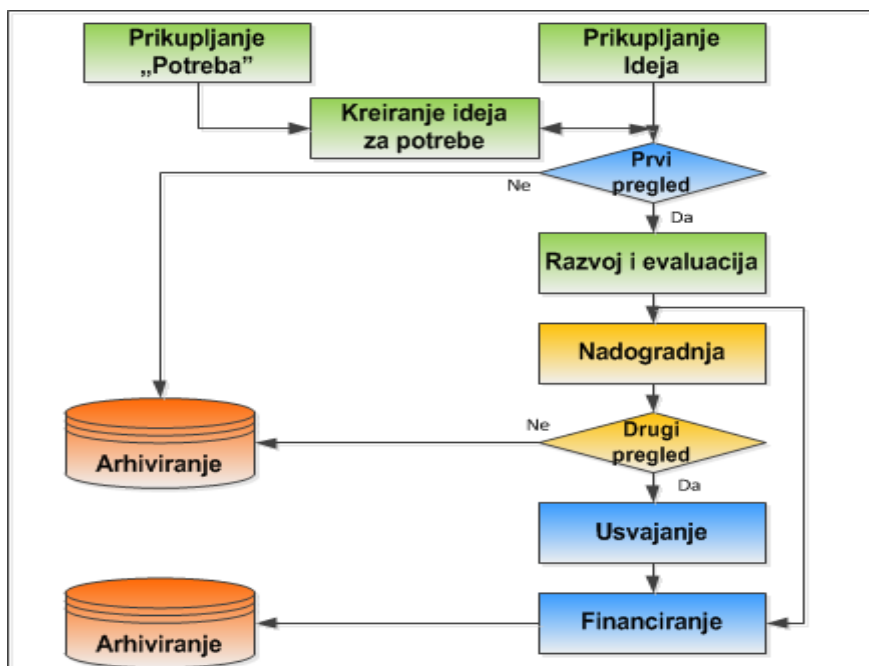 Prikupljanje
„Potreba”
Prikupljanje
Ideja
Kreiranje ideja
za potrebe
Prvi
pregled
Ne
Da
Razvoj i evaluacija
Nadogradnja
Ne
Drugi
pregled
Arhiviranje
Da
Usvajanje
Financiranje
Arhiviranje